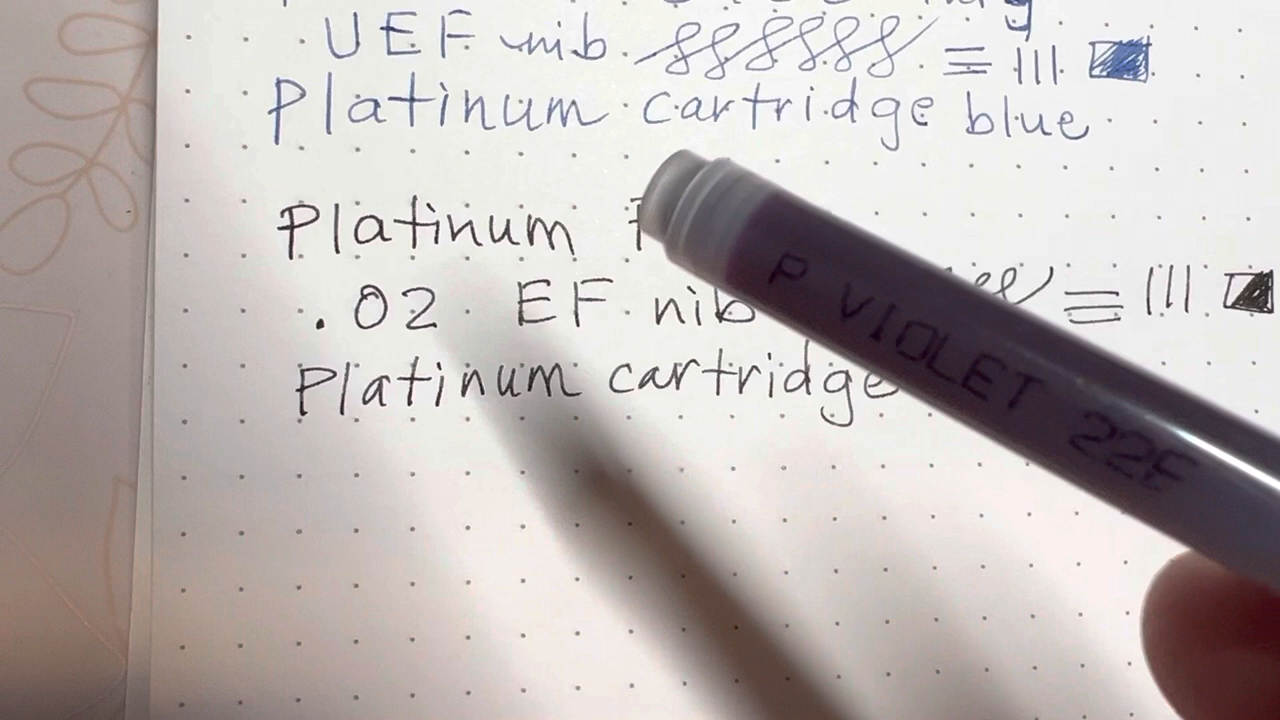 UEF nib
Platinum cartridge blue
Platinum
.02 EF nib
Platinum cartridge
P VIOLET 22E